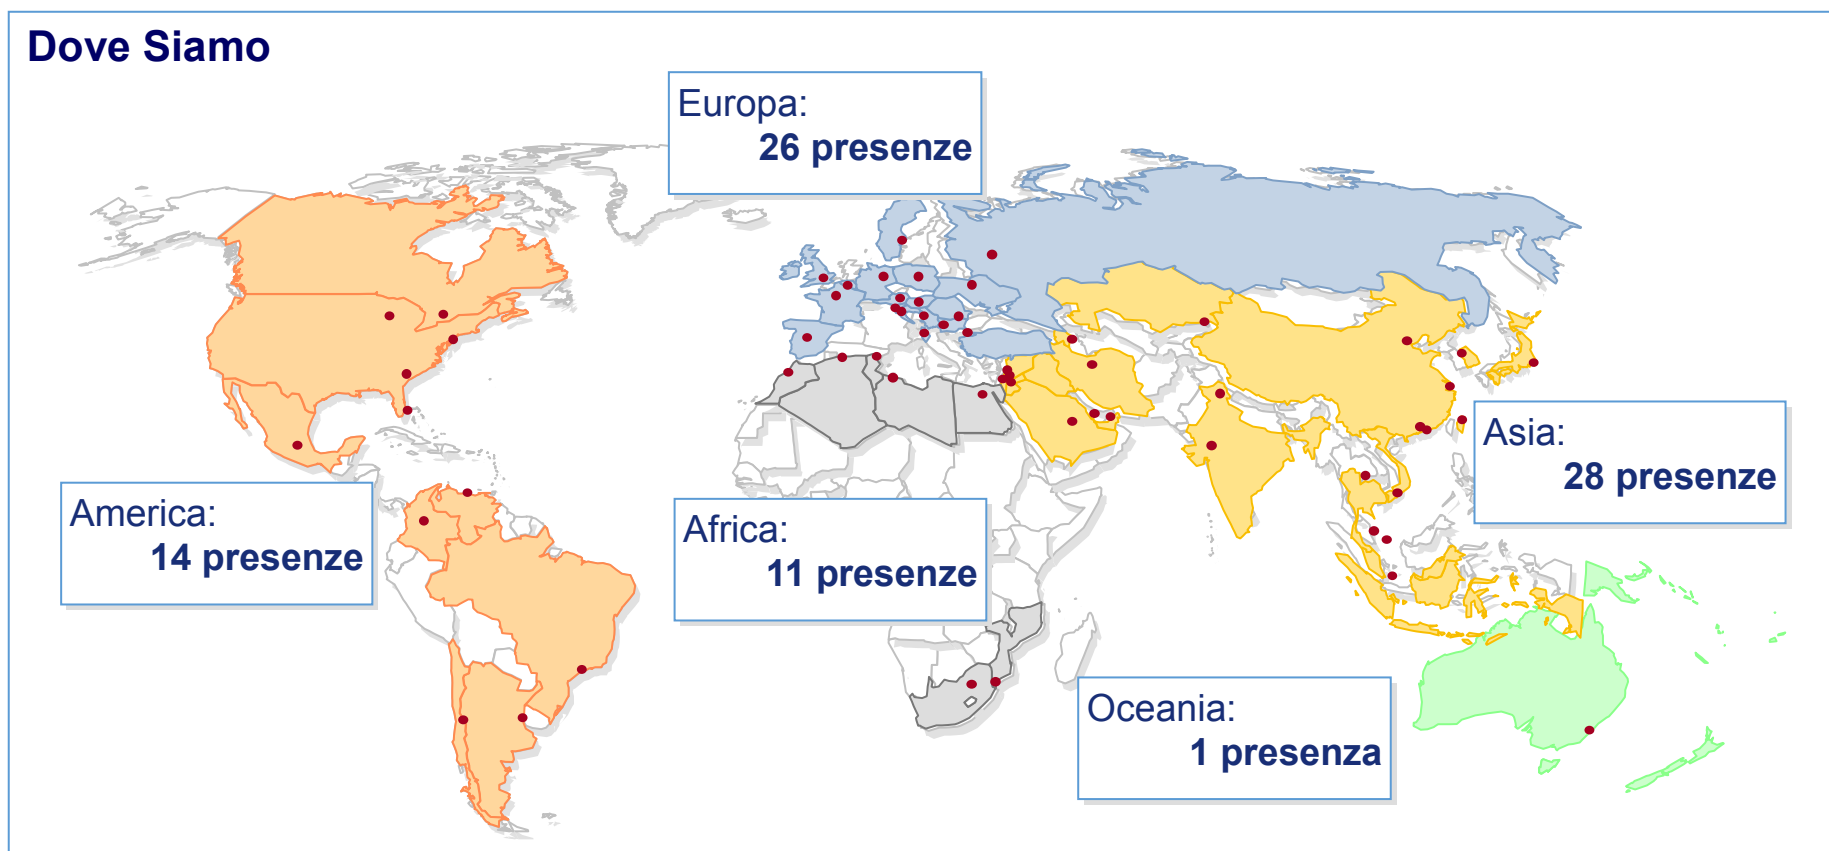 Dove Siamo
Europa:
26 presenze
America:
14 presenze
Africa:
11 presenze
Asia:
28 presenze
Oceania:
1 presenza